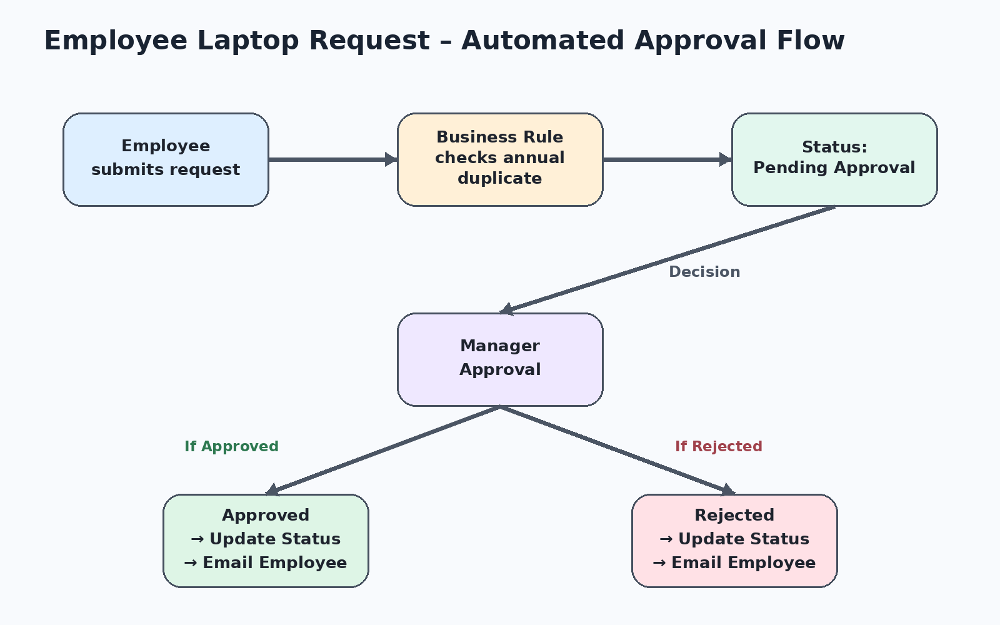 Employee Laptop Request – Automated Approval Flow
Employee
submits request
Business Rule
checks annual
duplicate
Status:
Pending Approval
Decision
Manager
Approval
If Approved
If Rejected
Approved
→ Update Status
→ Email Employee
Rejected
→ Update Status
→ Email Employee